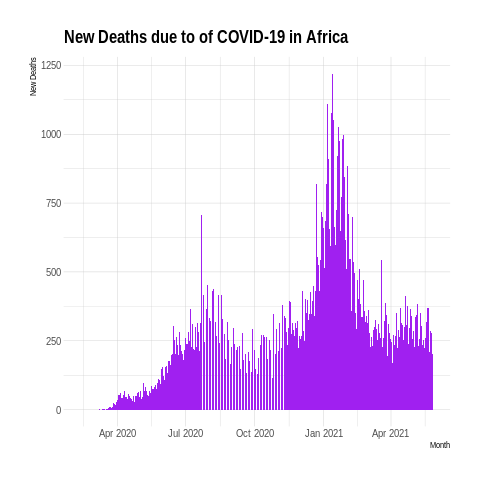 New Deaths due to of COVID-19 in Africa
New Deaths
1250
1000
750
500
250
0
Apr 2020 Jul 2020 Oct 2020 Jan 2021 Apr 2021
Month